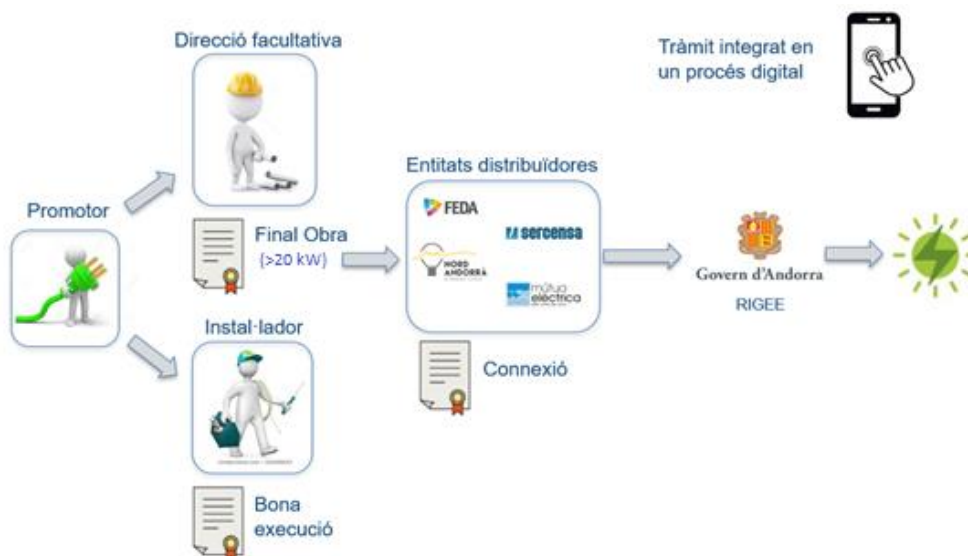 Direcció facultativa
Tràmit integrat en
un procés digital
Promotor
Final Obra
(>20 kW)
Entitats distribuïdores
FEDA
sercensa
NORD
ANDORRÀ
mútua
elèctrica
Govern d'Andorra
RIGEE
Instal·lador
Connexió
Bona
execució